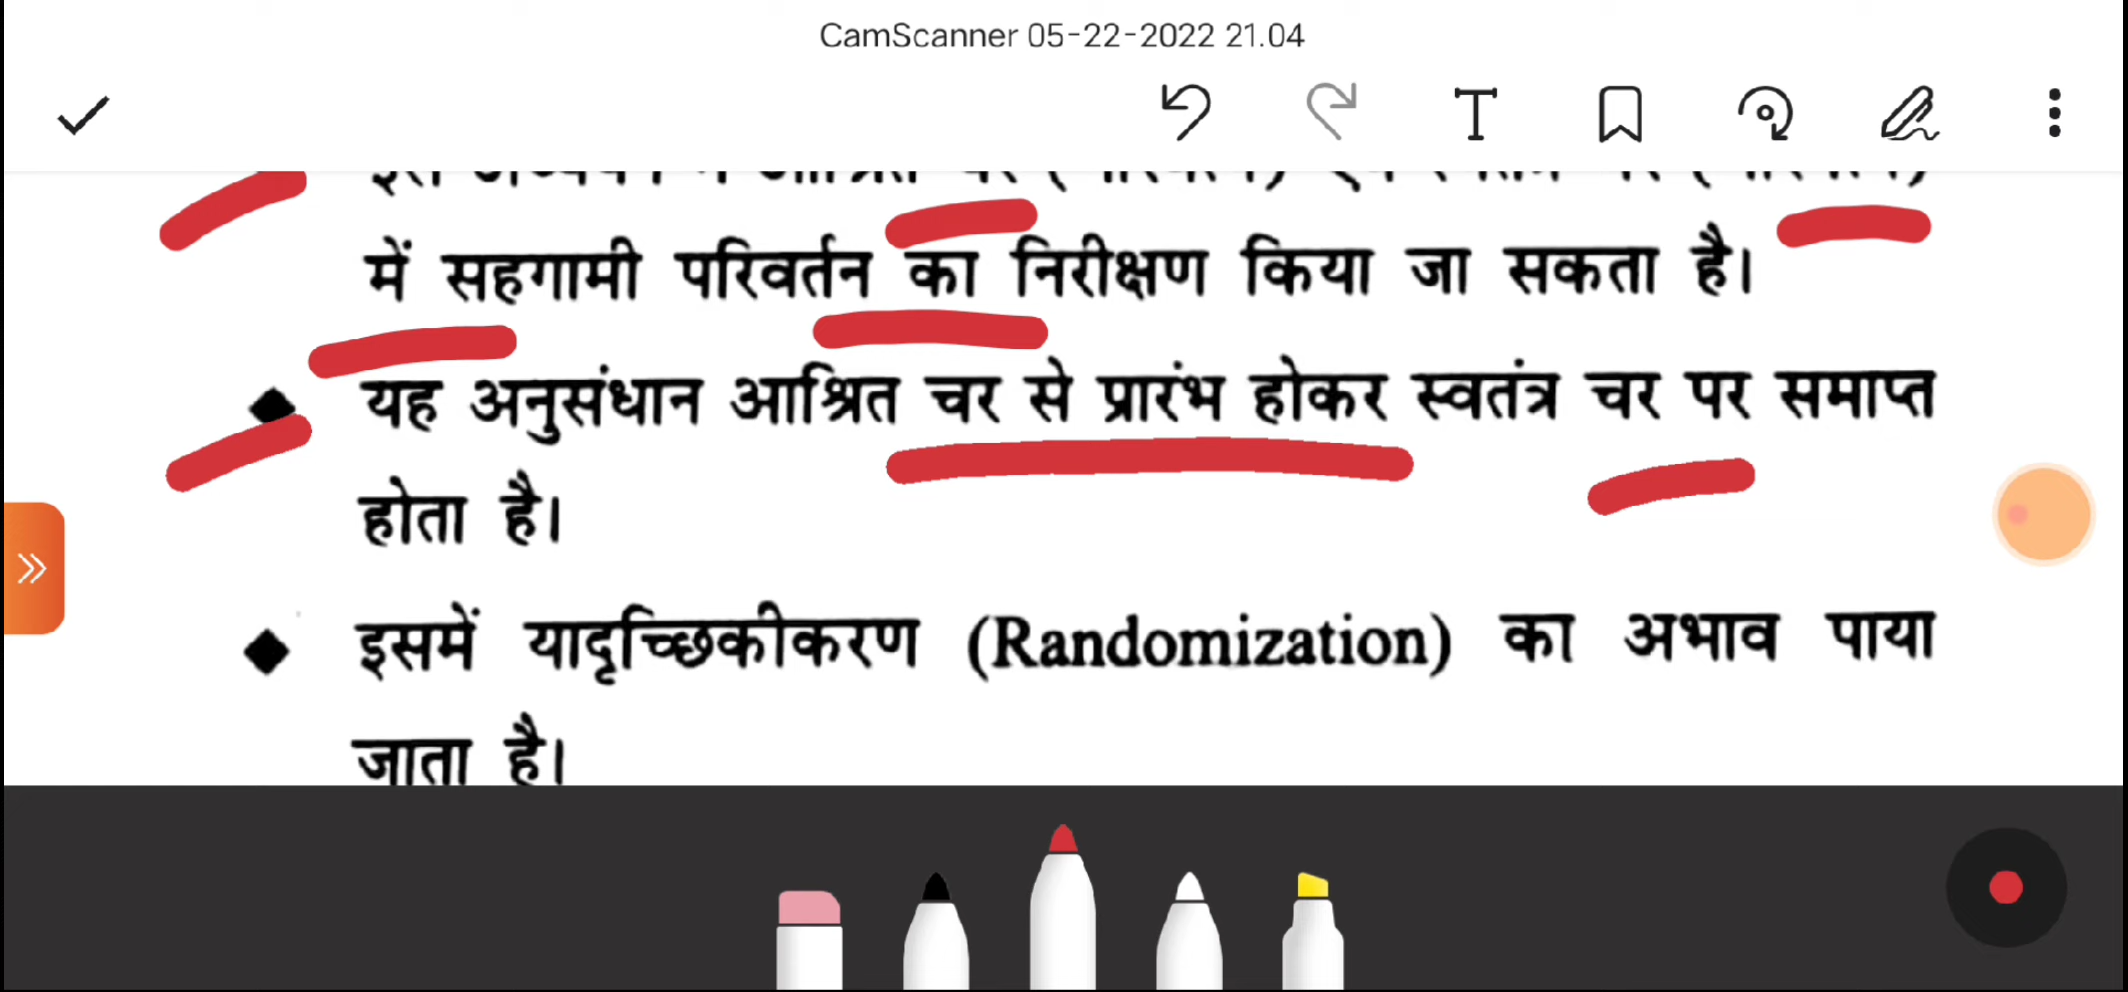 CamScanner 05-22-2022 21.04
T
में सहगामी परिवर्तन का निरीक्षण किया जा सकता है।
यह अनुसंधान आश्रित चर से प्रारंभ होकर स्वतंत्र चर पर समाप्त
होता है।
इसमें यादृच्छिकीकरण (Randomization) का अभाव पाया
जाता है।